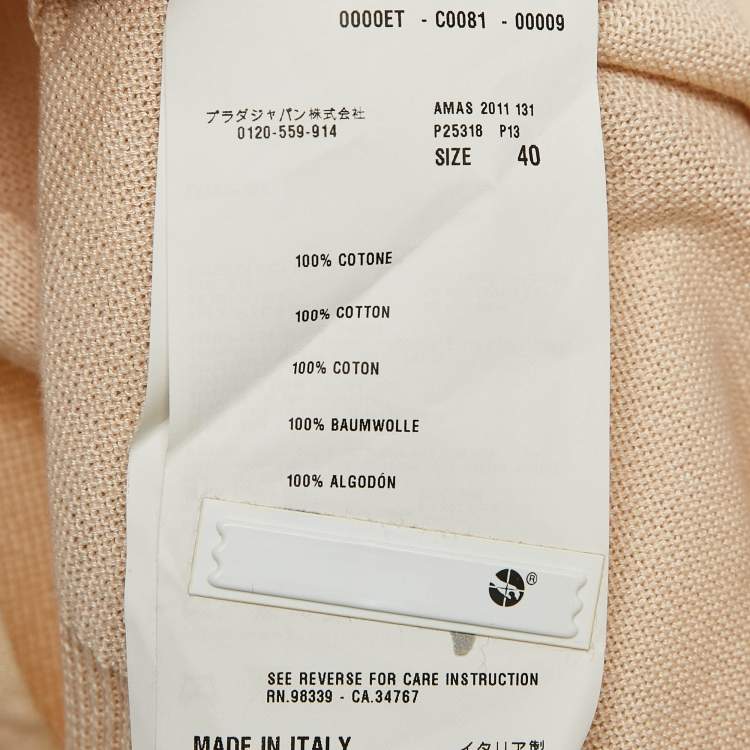 0000ET - C0081 - 00009
プラダジャパン株式会社
0120-559-914
AMAS 2011 131
P25318 P13
SIZE 40
100% COTONE
100% COTTON
100% COTON
100% BAUMWOLLE
100% ALGODÓN
®
SEE REVERSE FOR CARE INSTRUCTION
RN.98339 - CA.34767
MADE IN ITALY
イタリア製